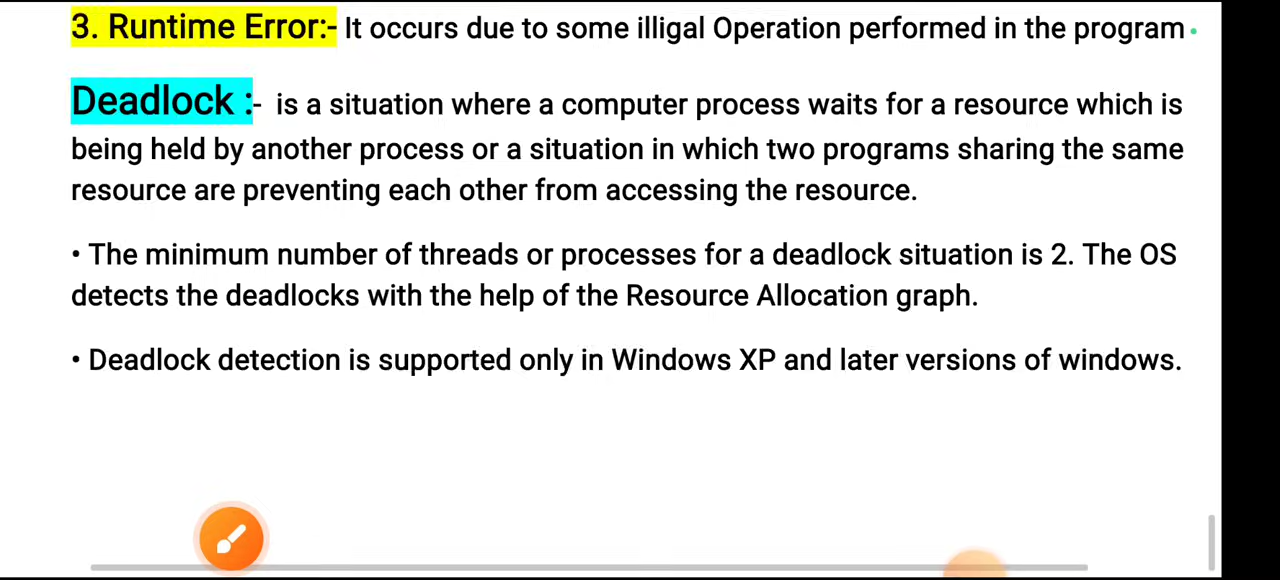 3. Runtime Error:- It occurs due to some illigal Operation performed in the program
Deadlock :- is a situation where a computer process waits for a resource which is
being held by another process or a situation in which two programs sharing the same
resource are preventing each other from accessing the resource.
• The minimum number of threads or processes for a deadlock situation is 2. The OS
detects the deadlocks with the help of the Resource Allocation graph.
• Deadlock detection is supported only in Windows XP and later versions of windows.